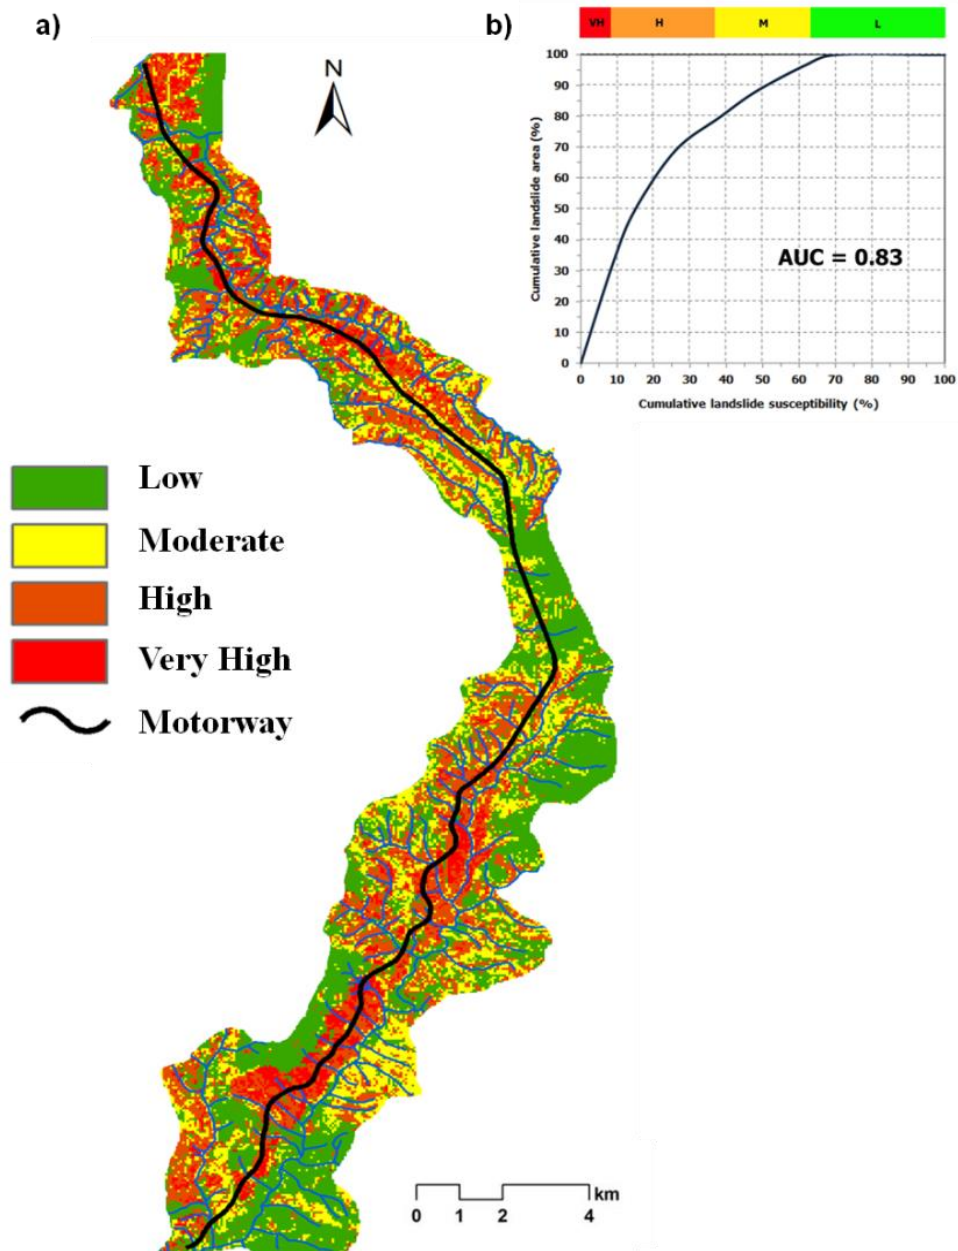 a)
N
Low
Moderate
High
Very High
Motorway
0 1 2 4 km
b)
VH H M L
Cumulative landslide area (%)
100
90
80
70
60
50
40
30
20
10
0
AUC = 0.83
0 10 20 30 40 50 60 70 80 90 100
Cumulative landslide susceptibility (%)